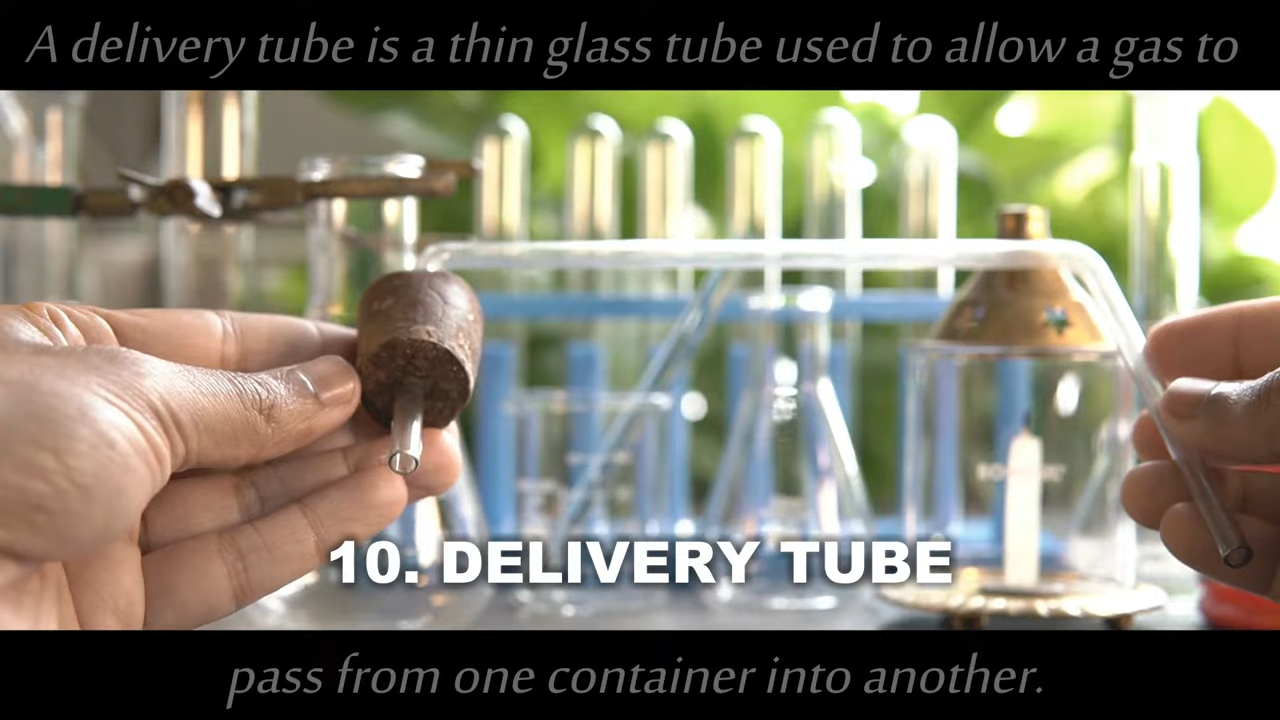 A delivery tube is a thin glass tube used to allow a gas to
10. DELIVERY TUBE
pass from one container into another.